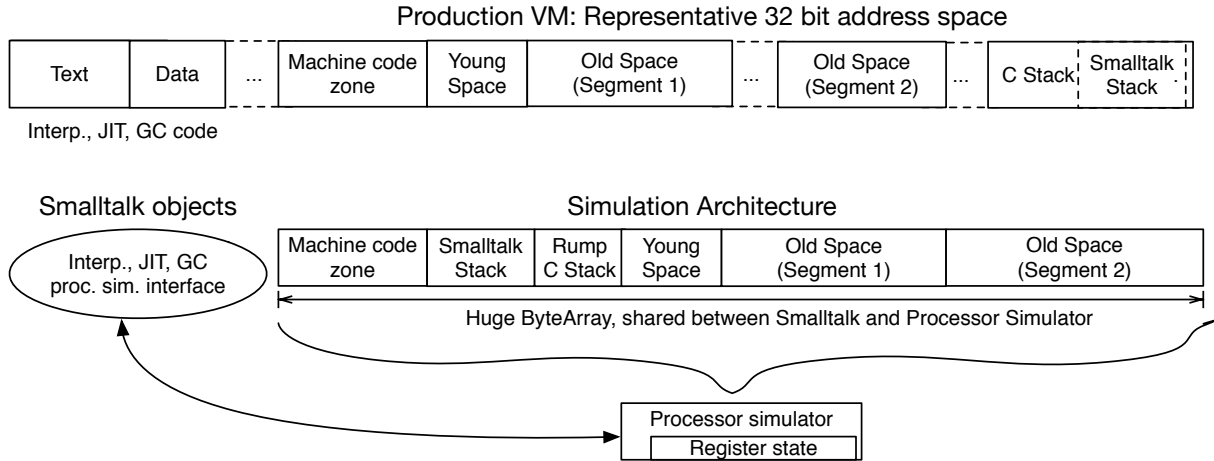 Production VM: Representative 32 bit address space
Text
Data
...
Machine code
zone
Young
Space
Old Space
(Segment 1)
...
Old Space
(Segment 2)
...
C Stack
Smalltalk
Stack
.
Interp., JIT, GC code
Smalltalk objects
Simulation Architecture
Interp., JIT, GC
proc. sim. interface
Machine code
zone
Smalltalk
Stack
Rump
C Stack
Young
Space
Old Space
(Segment 1)
Old Space
(Segment 2)
Huge ByteArray, shared between Smalltalk and Processor Simulator
Processor simulator
Register state